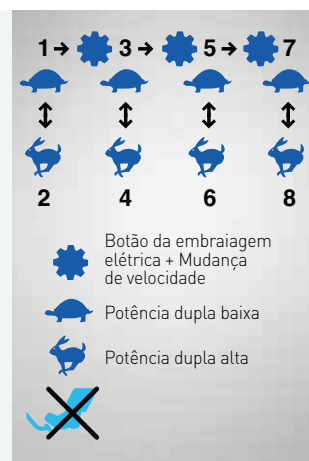 1 → 3 → 5 → 7
2 4 6 8
Botão da embraiagem
elétrica + Mudança
de velocidade
Potência dupla baixa
Potência dupla alta